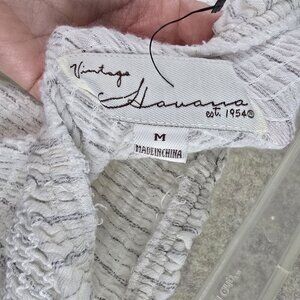 Vintage
Havana
est. 1954®
M
MADE IN CHINA